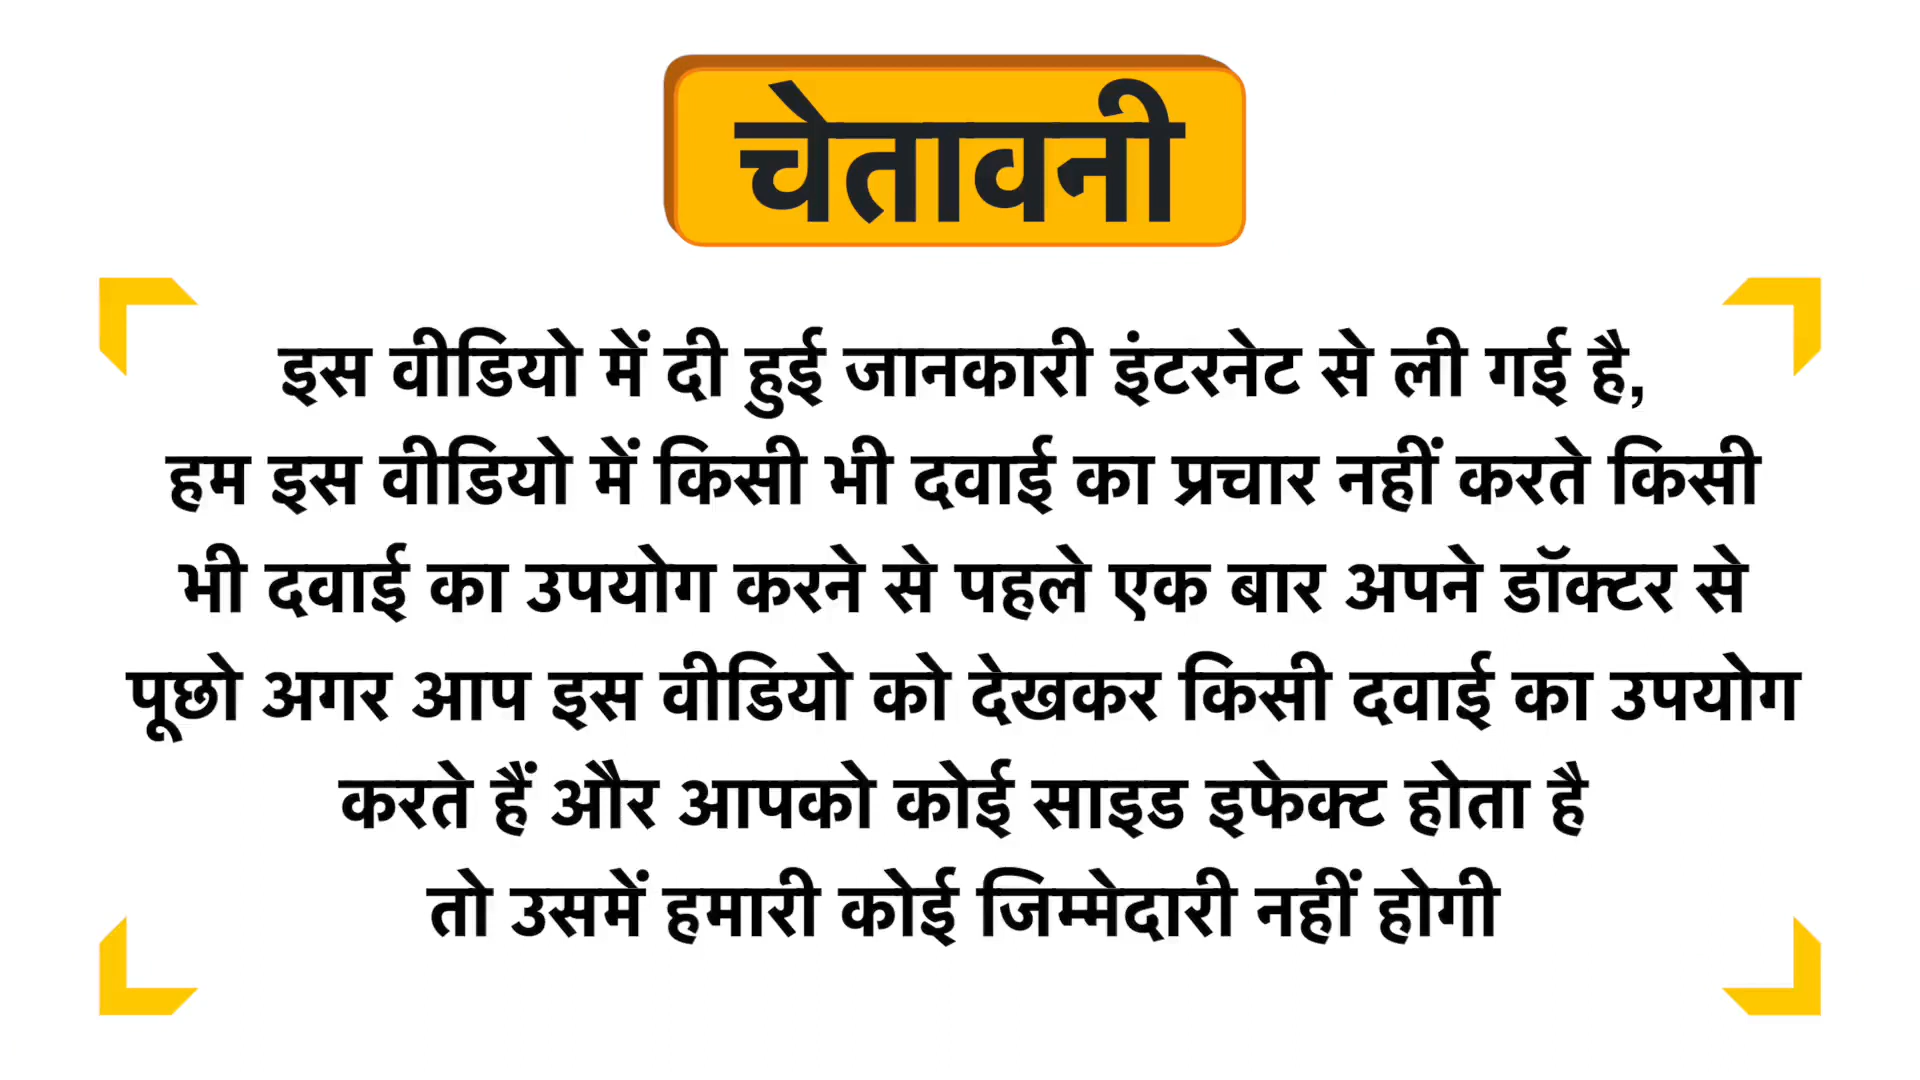 चेतावनी
इस वीडियो में दी हुई जानकारी इंटरनेट से ली गई है,
हम इस वीडियो में किसी भी दवाई का प्रचार नहीं करते किसी
भी दवाई का उपयोग करने से पहले एक बार अपने डॉक्टर से
पूछो अगर आप इस वीडियो को देखकर किसी दवाई का उपयोग
करते हैं और आपको कोई साइड इफेक्ट होता है
तो उसमें हमारी कोई जिम्मेदारी नहीं होगी